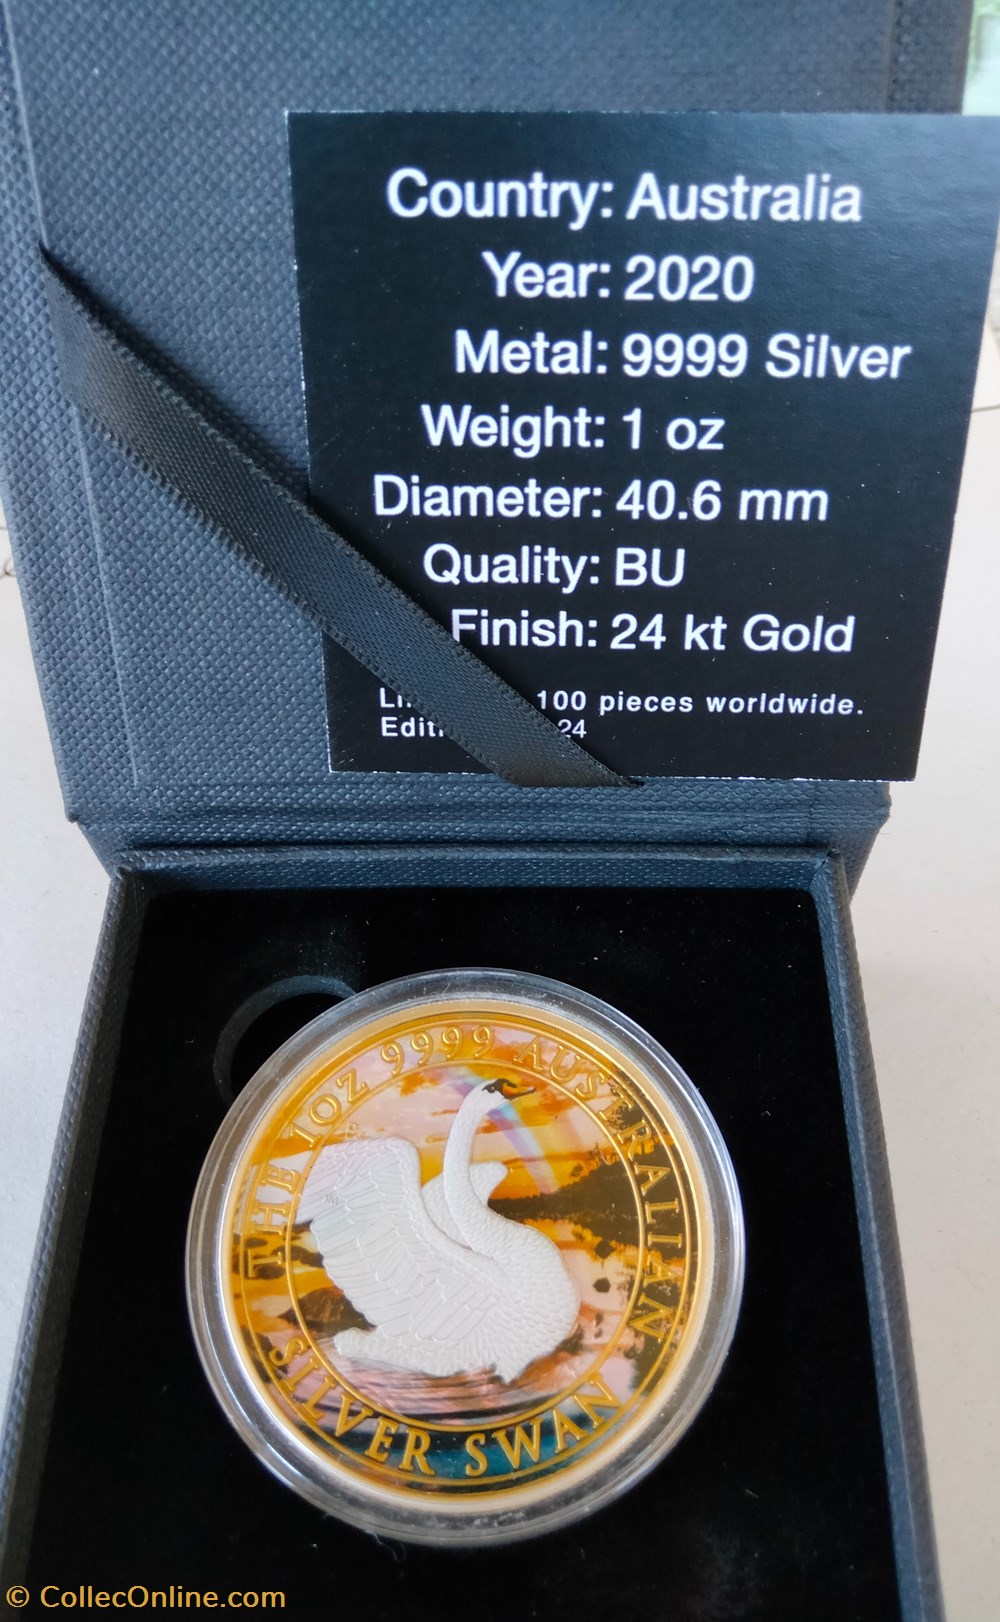 Country: Australia
Year: 2020
Metal: 9999 Silver
Weight: 1 oz
Diameter: 40.6 mm
Quality: BU
Finish: 24 kt Gold
100 pieces worldwide.
24
THE 1OZ 9999 AUSTRALIAN
SILVER SWAN
© CollecOnline.com